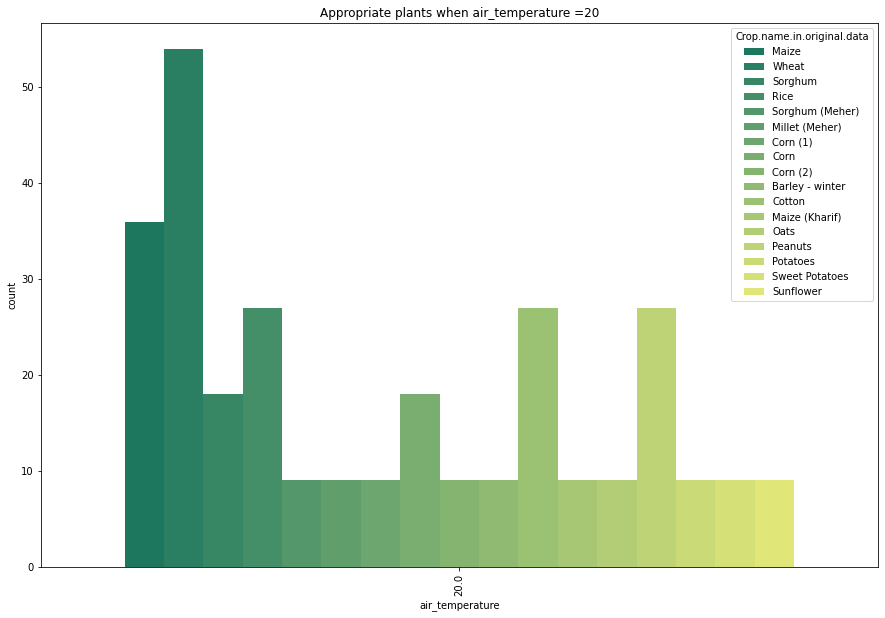 Appropriate plants when air_temperature =20
Crop.name.in.original.data
Maize
Wheat
Sorghum
Rice
Sorghum (Meher)
Millet (Meher)
Corn (1)
Corn
Corn (2)
Barley - winter
Cotton
Maize (Kharif)
Oats
Peanuts
Potatoes
Sweet Potatoes
Sunflower
count
50
40
30
20
10
0
20.0
air_temperature